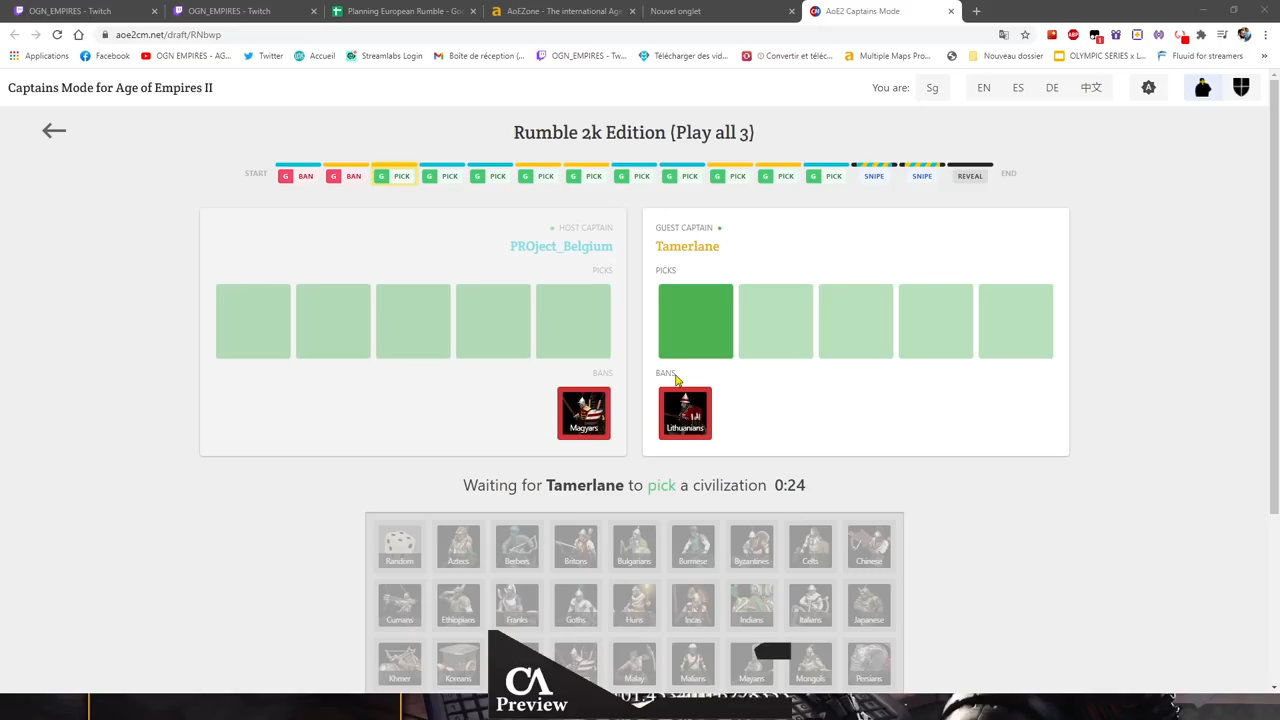 OGN_EMPIRES - Twitch
OGN_EMPIRES - Twitch
Planning European Rumble - Go
AoEZone - The international Age
Nouvel onglet
AoE2 Captains Mode
aoe2cm.net/draft/RNbwp
Applications
Facebook
OGN_EMPIRES - AG...
Twitter
Accueil
Streamlabs Login
Boîte de réception (...
OGN_EMPIRES - Tw...
Télécharger des vid...
Convertir et téléc...
Multiple Maps Pro...
Nouveau dossier
OLYMPIC SERIES x L...
Fluuid for streamers
Captains Mode for Age of Empires II
You are:
Sg
EN
ES
DE
中文
Rumble 2k Edition (Play all 3)
START
G BAN
G BAN
G PICK
G PICK
G PICK
G PICK
G PICK
G PICK
G PICK
G PICK
G PICK
G PICK
SNIPE
SNIPE
REVEAL
END
HOST CAPTAIN
PROject_Belgium
PICKS
BANS
Magyars
GUEST CAPTAIN
Tamerlane
PICKS
BANS
Lithuanians
Waiting for Tamerlane to pick a civilization 0:24
Random
Aztecs
Berbers
Britons
Bulgarians
Burmese
Byzantines
Celts
Chinese
Cumans
Ethiopians
Franks
Goths
Huns
Incas
Indians
Italians
Japanese
Khmer
Koreans
Malay
Malians
Mayans
Mongols
Persians
CA
Preview